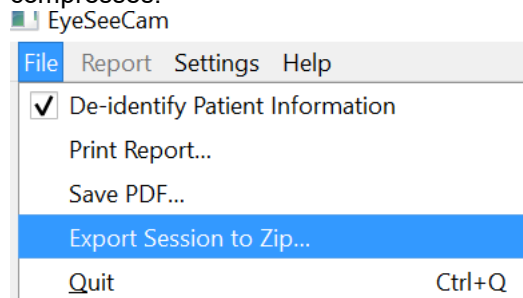 compresses.
EyeSeeCam
File Report Settings Help
✓ De-identify Patient Information
Print Report...
Save PDF...
Export Session to Zip...
Quit Ctrl+Q